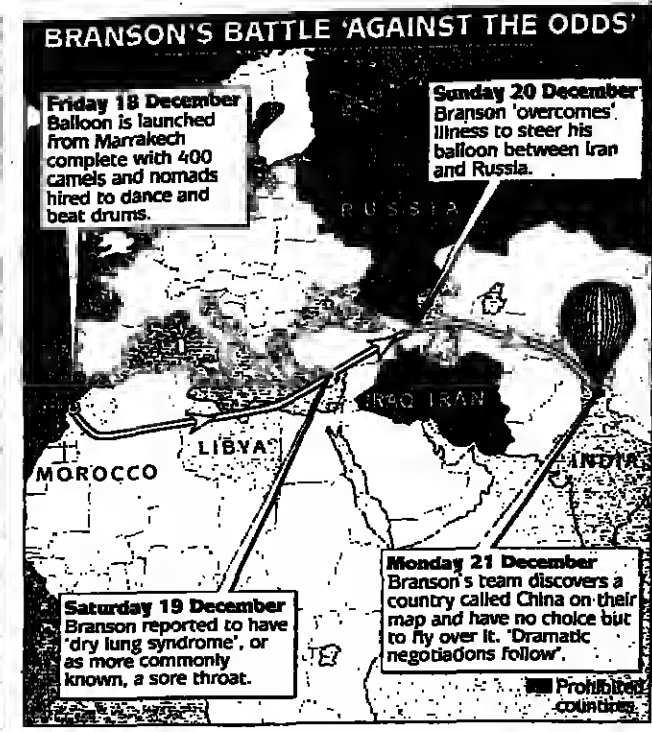 BRANSON'S BATTLE 'AGAINST THE ODDS'
Friday 18 December
Balloon is launched
from Marrakech
complete with 400
camels and nomads
hired to dance and
beat drums.
Sunday 20 December
Branson 'overcomes'
illness to steer his
balloon between Iran
and Russia.
RUSSIA
IRAQ IRAN
LIBYA
MOROCCO
INDIA
Saturday 19 December
Branson reported to have
'dry lung syndrome', or
as more commonly
known, a sore throat.
Monday 21 December
Branson's team discovers a
country called China on their
map and have no choice but
to fly over it. 'Dramatic
negotiations follow'.
Prohibited
countries